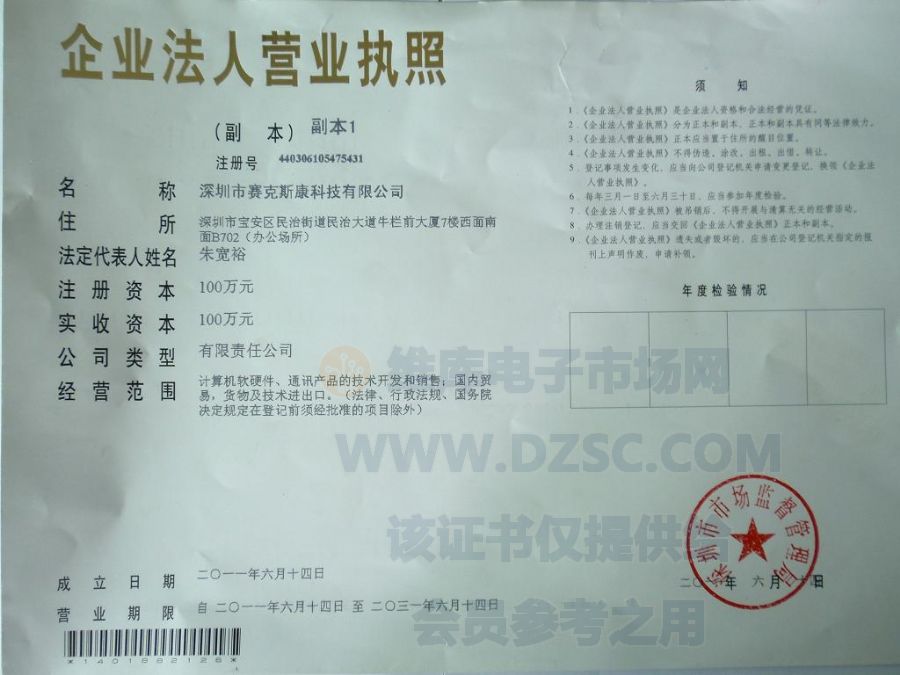 企业法人营业执照
（副 本） 副本1
注册号 440306105475431
名 称 深圳市赛克斯康科技有限公司
住 所 深圳市宝安区民治街道民治大道牛栏前大厦7楼西面南
面B702（办公场所）
法定代表人姓名 朱宽裕
注 册 资 本 100万元
实 收 资 本 100万元
公 司 类 型 有限责任公司
经 营 范 围 计算机软硬件、通讯产品的技术开发和销售；国内贸
易，货物及技术进出口。（法律、行政法规、国务院
决定规定在登记前须经批准的项目除外）
成 立 日 期 二〇一一年六月十四日
营 业 期 限 自 二〇一一年六月十四日 至 二〇三一年六月十四日
*1401882126*
须 知
1．《企业法人营业执照》是企业法人资格和合法经营的凭证。
2．《企业法人营业执照》分为正本和副本，正本和副本具有同等法律效力。
3．《企业法人营业执照》正本应当置于住所的醒目位置。
4．《企业法人营业执照》不得伪造、涂改、出租、出借、转让。
5．登记事项发生变化，应当向公司登记机关申请变更登记，换领《企业法
人营业执照》。
6．每年三月一日至六月三十日，应当参加年度检验。
7．《企业法人营业执照》被吊销后，不得开展与清算无关的经营活动。
8．办理注销登记，应当交回《企业法人营业执照》正本和副本。
9．《企业法人营业执照》遗失或者毁坏的，应当在公司登记机关指定的报
刊上声明作废，申请补领。
年度检验情况
维库电子市场网
WWW.DZSC.COM
该证书仅提供给
会员参考之用
深圳市市场监督管理局
年 六 月 日